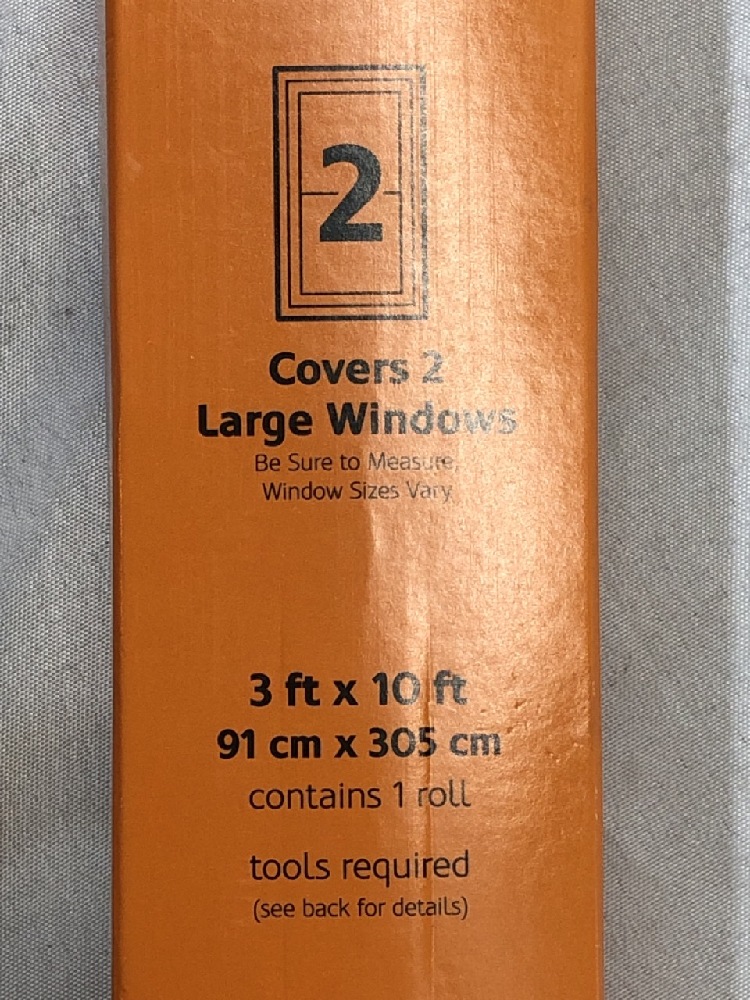 2
Covers 2
Large Windows
Be Sure to Measure,
Window Sizes Vary
3 ft x 10 ft
91 cm x 305 cm
contains 1 roll
tools required
(see back for details)